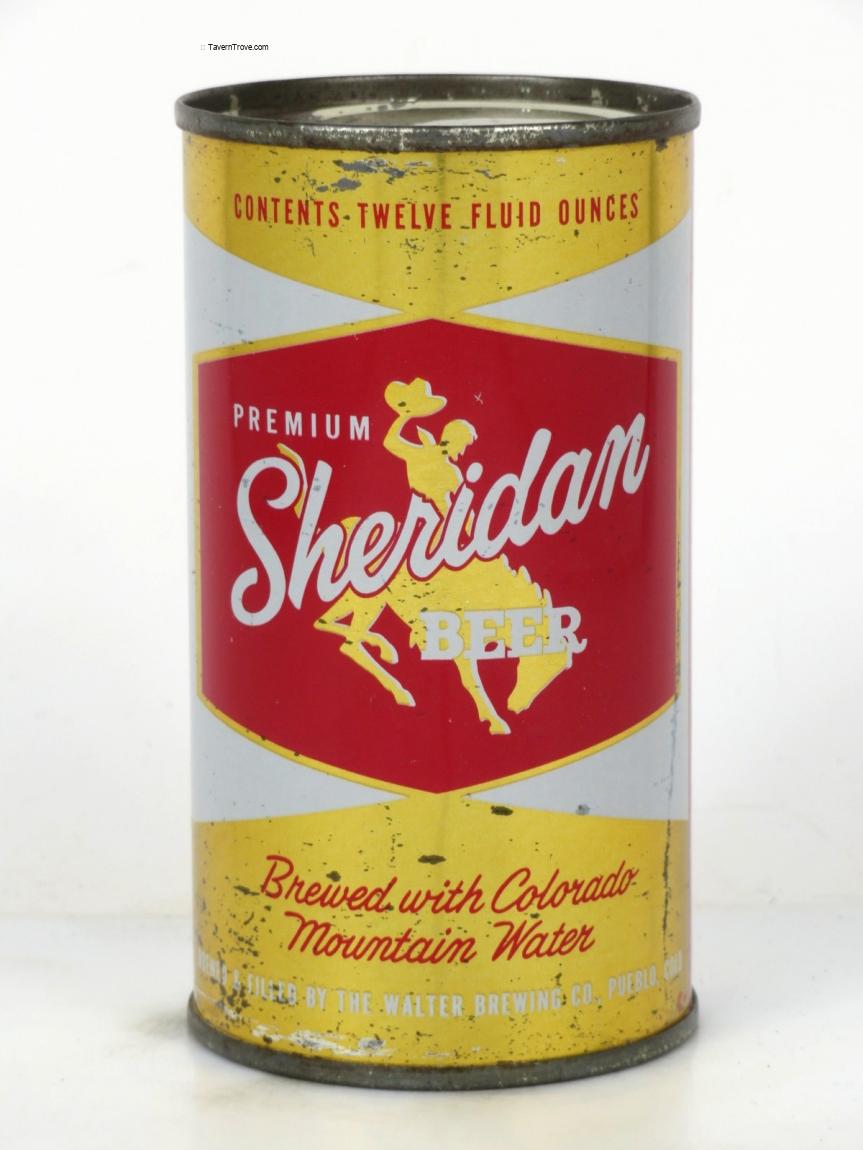 :: TavernTrove.com
CONTENTS TWELVE FLUID OUNCES
PREMIUM
Sheridan
BEER
Brewed with Colorado
Mountain Water
& FILLED BY THE WALTER BREWING CO., PUEBLO, COLO